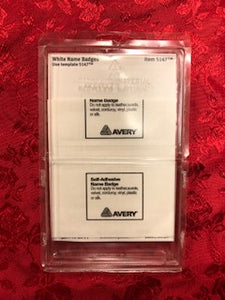 White Name Badges
Item 5147™
Use template 5147™
Name Badge
Do not apply to leather, suede,
velvet, corduroy, vinyl, plastic
or silk.
AVERY
Self-Adhesive
Name Badge
Do not apply to leather, suede,
velvet, corduroy, vinyl, plastic
or silk.
AVERY